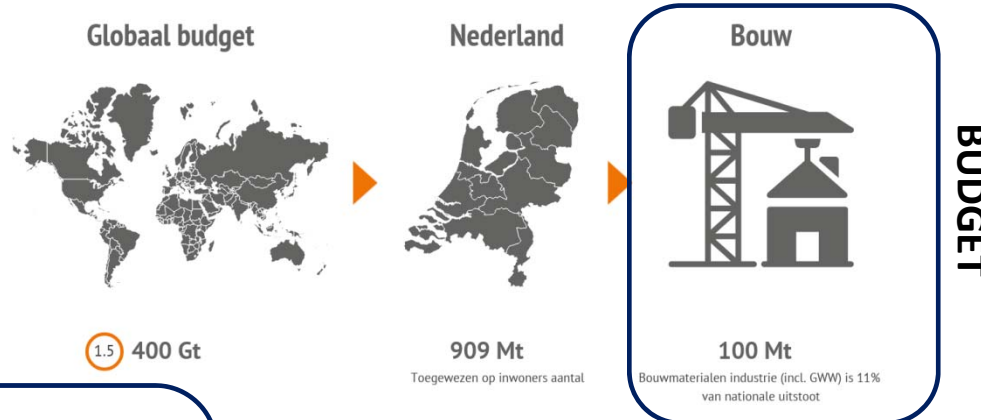 Globaal budget
Nederland
Bouw
BUDGET
1.5 400 Gt
909 Mt
100 Mt
Toegewezen op inwoners aantal
Bouwmaterialen industrie (incl. GWW) is 11%
van nationale uitstoot